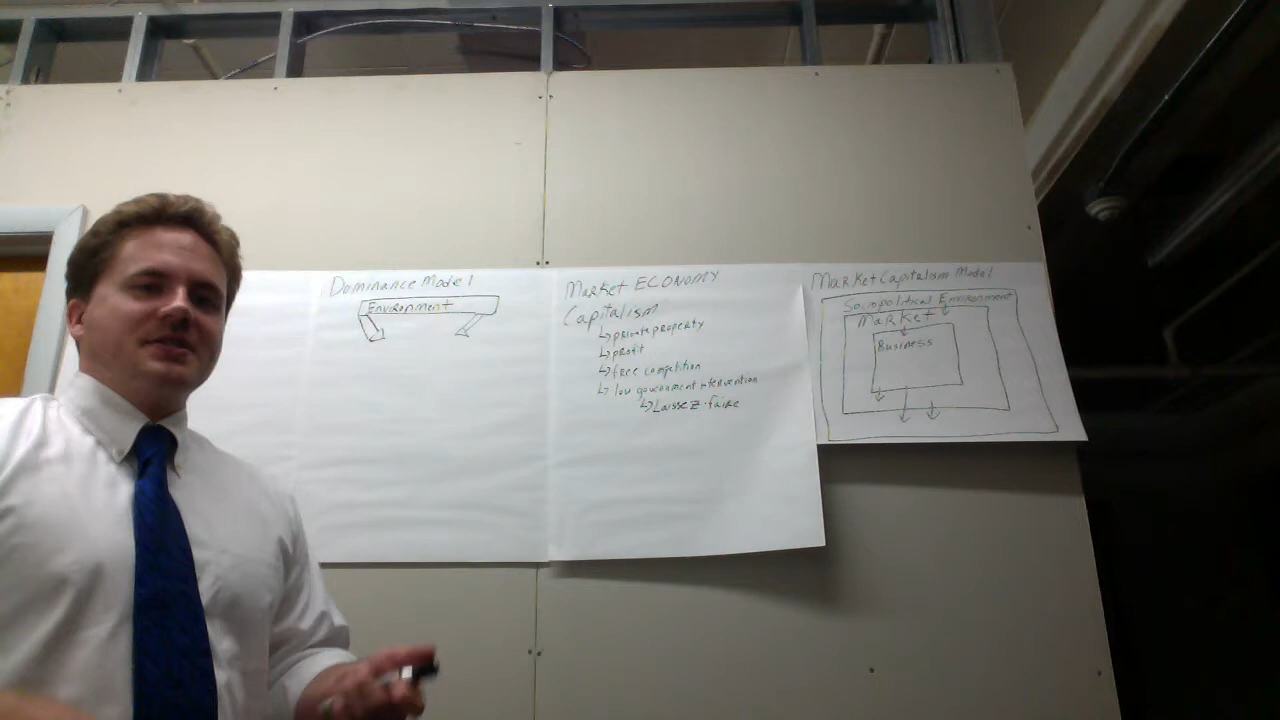 Dominance Model
Environment
Market ECONOMY
Capitalism
↳ private property
↳ profit
↳ free competition
↳ low government intervention
↳ Laissez-faire
Market Capitalism Model
Sociopolitical Environment
Market
Business